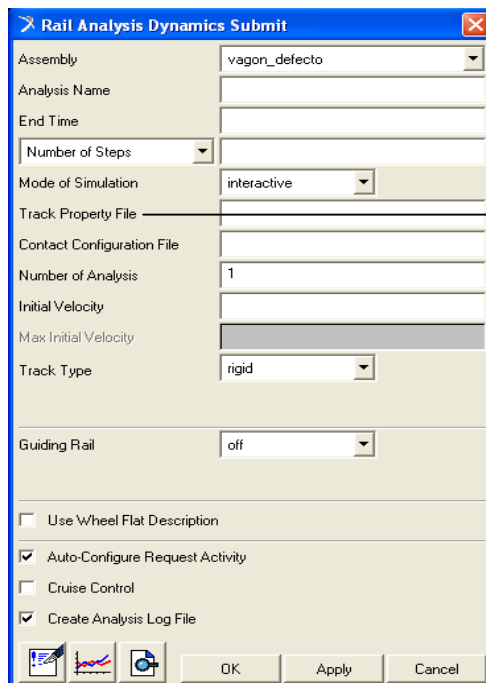 Rail Analysis Dynamics Submit
Assembly vagon_defecto
Analysis Name
End Time
Number of Steps
Mode of Simulation interactive
Track Property File
Contact Configuration File
Number of Analysis 1
Initial Velocity
Max Initial Velocity
Track Type rigid
Guiding Rail off
Use Wheel Flat Description
Auto-Configure Request Activity
Cruise Control
Create Analysis Log File
OK Apply Cancel